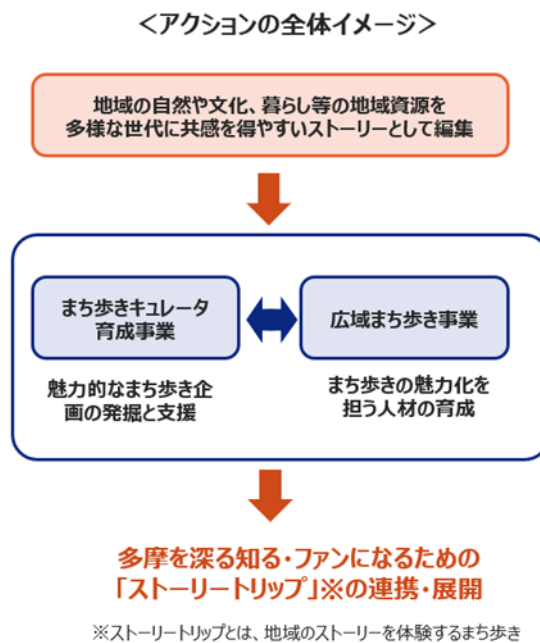 ＜アクションの全体イメージ＞
地域の自然や文化、暮らし等の地域資源を
多様な世代に共感を得やすいストーリーとして編集
まち歩きキュレータ
育成事業
広域まち歩き事業
魅力的なまち歩き企
画の発掘と支援
まち歩きの魅力化を
担う人材の育成
多摩を深る知る・ファンになるための
「ストーリートリップ」※の連携・展開
※ストーリートリップとは、地域のストーリーを体験するまち歩き